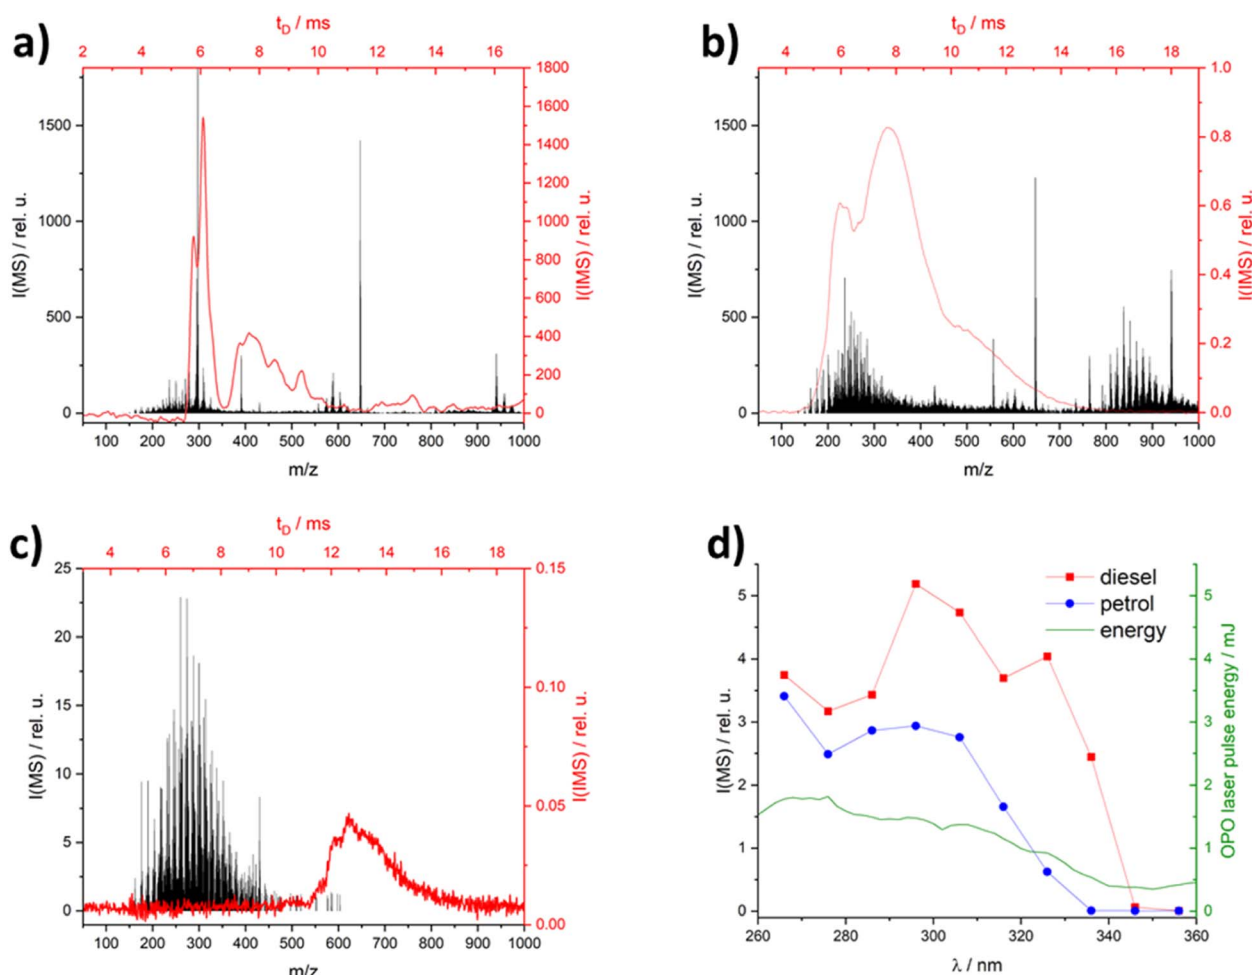 a)
t_D / ms
2 4 6 8 10 12 14 16
I(MS) / rel. u.
1500
1000
500
0
1800
1600
1400
1200
1000
800
600
400
200
0
I(IMS) / rel. u.
100 200 300 400 500 600 700 800 900 1000
m/z
b)
t_D / ms
4 6 8 10 12 14 16 18
I(MS) / rel. u.
1500
1000
500
0
1.0
0.8
0.6
0.4
0.2
0.0
I(IMS) / rel. u.
100 200 300 400 500 600 700 800 900 1000
m/z
c)
t_D / ms
4 6 8 10 12 14 16 18
I(MS) / rel. u.
25
20
15
10
5
0
0.15
0.10
0.05
0.00
I(IMS) / rel. u.
100 200 300 400 500 600 700 800 900 1000
m/z
d)
diesel
petrol
energy
I(MS) / rel. u.
5
4
3
2
1
0
5
4
3
2
1
0
OPO laser pulse energy / mJ
260 280 300 320 340 360
λ / nm